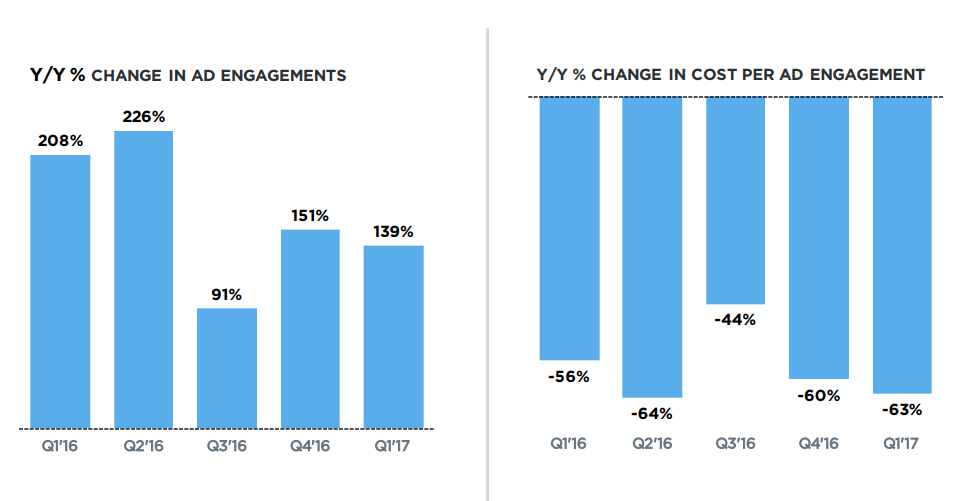 Y/Y % CHANGE IN AD ENGAGEMENTS
226%
208%
151%
139%
91%
Q1'16 Q2'16 Q3'16 Q4'16 Q1'17
Y/Y % CHANGE IN COST PER AD ENGAGEMENT
-44%
-56%
-60%
-63%
-64%
Q1'16 Q2'16 Q3'16 Q4'16 Q1'17